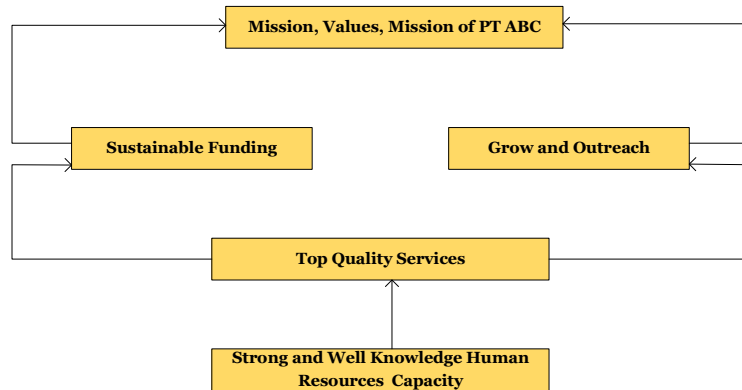 Mission, Values, Mission of PT ABC
Sustainable Funding
Grow and Outreach
Top Quality Services
Strong and Well Knowledge Human
Resources Capacity